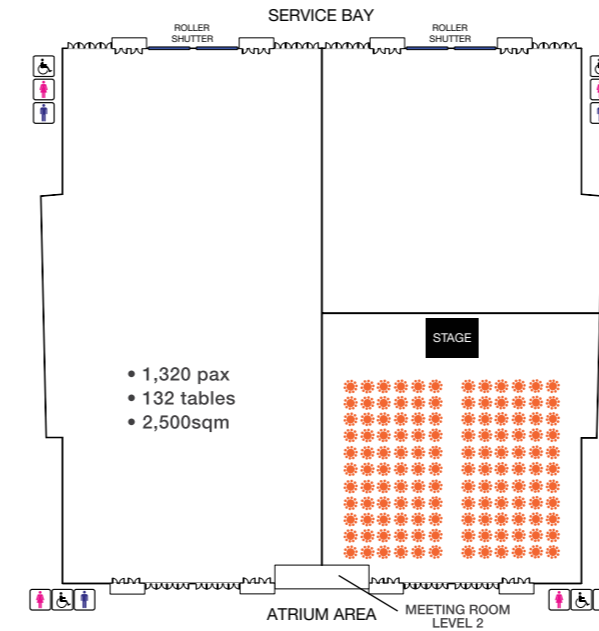 SERVICE BAY
ROLLER
SHUTTER
ROLLER
SHUTTER
STAGE
• 1,320 pax
• 132 tables
• 2,500sqm
ATRIUM AREA
MEETING ROOM
LEVEL 2